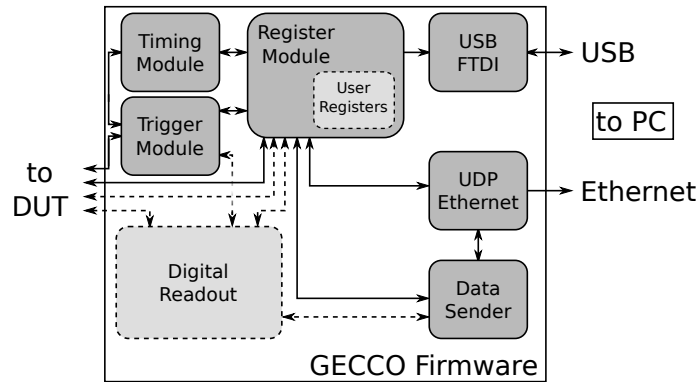 Timing
Module
Register
Module
User
Registers
USB
FTDI
USB
to PC
Trigger
Module
to
DUT
UDP
Ethernet
Ethernet
Digital
Readout
Data
Sender
GECCO Firmware